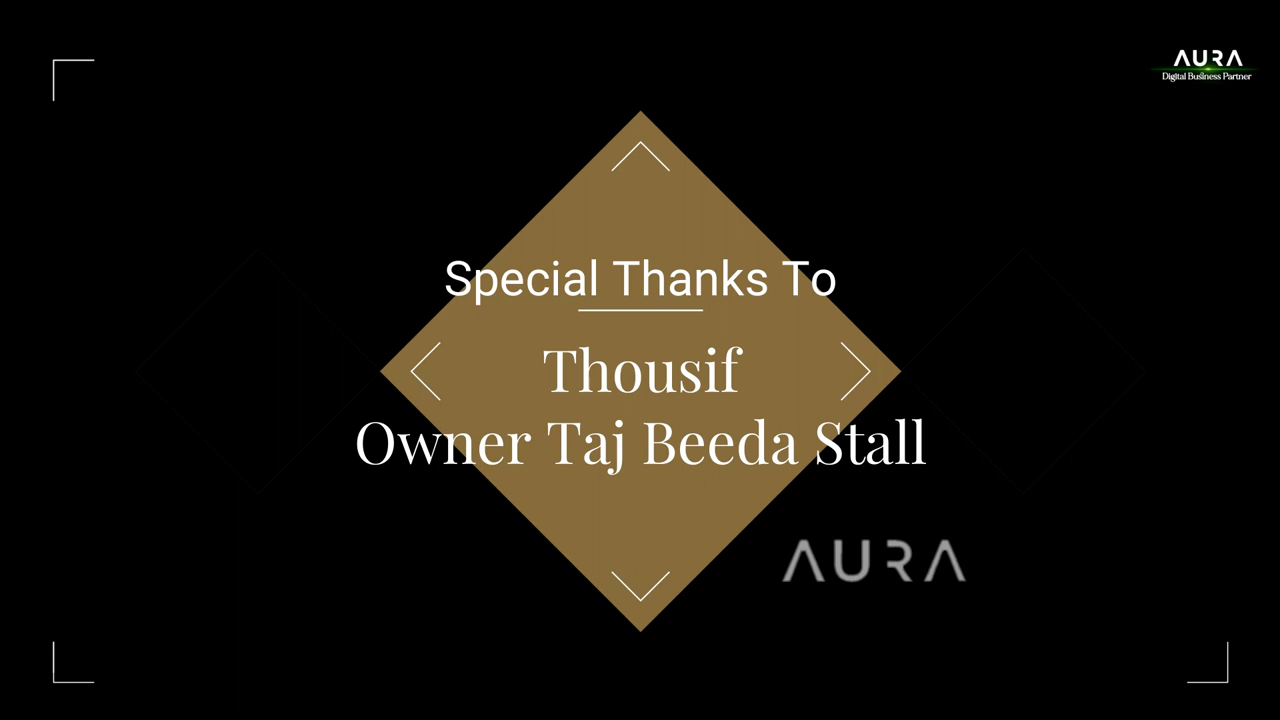 AURA
Digital Business Partner
Special Thanks To
Thousif
Owner Taj Beeda Stall
AURA